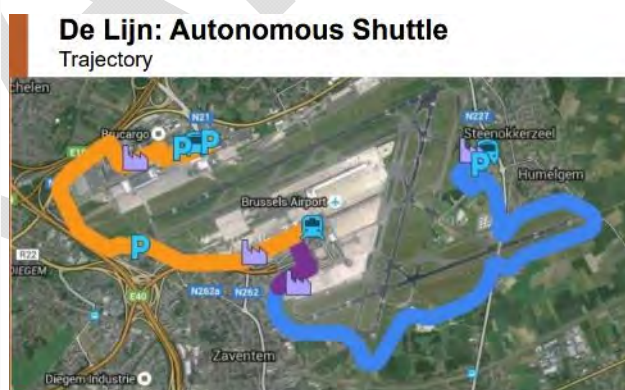 De Lijn: Autonomous Shuttle
Trajectory
chelen
N21
N227
Brucargo
P P
Steenokkerzeel
P
Humelgem
Brussels Airport
P
R22
DIEGEM
E40
N262a
N262
Zaventem
Diegem Industrie